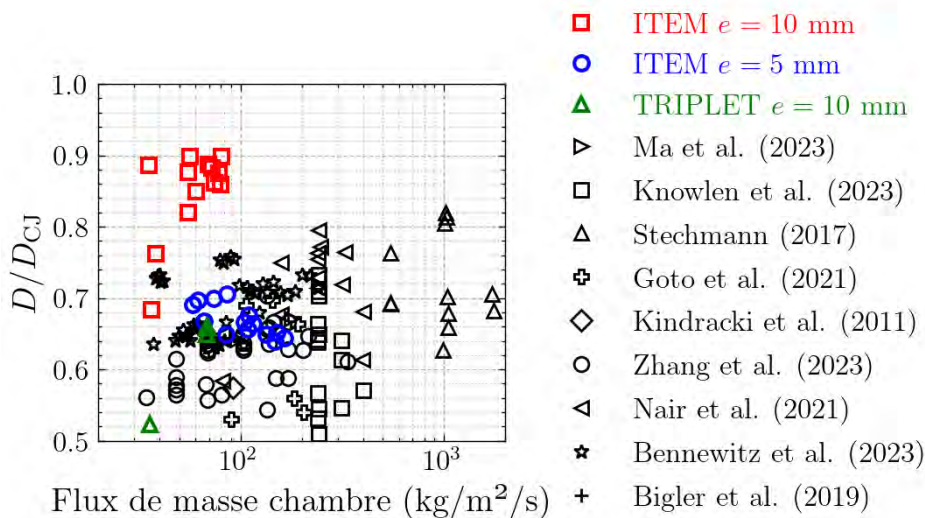 ITEM e = 10 mm
ITEM e = 5 mm
TRIPLET e = 10 mm
Ma et al. (2023)
Knowlen et al. (2023)
Stechmann (2017)
Goto et al. (2021)
Kindracki et al. (2011)
Zhang et al. (2023)
Nair et al. (2021)
Bennewitz et al. (2023)
Bigler et al. (2019)
D/D_CJ
1.0
0.9
0.8
0.7
0.6
0.5
10²
10³
Flux de masse chambre (kg/m²/s)